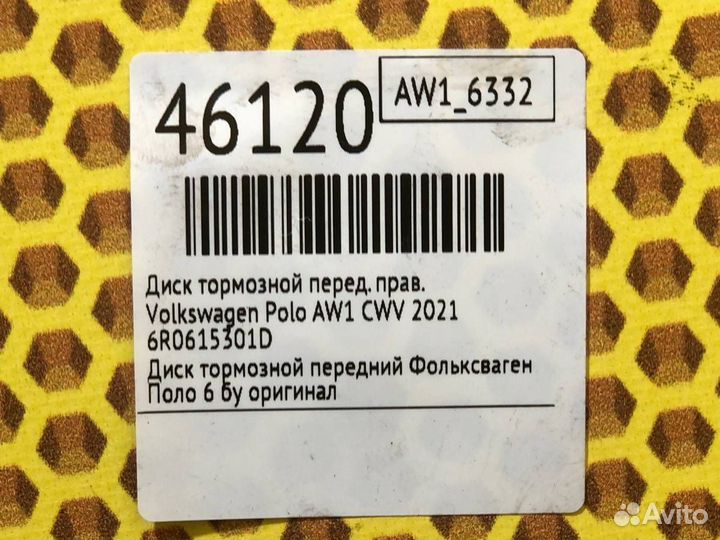 46120
AW1_6332
Диск тормозной перед. прав.
Volkswagen Polo AW1 CWV 2021
6R0615301D
Диск тормозной передний Фольксваген
Поло 6 бу оригинал
Avito